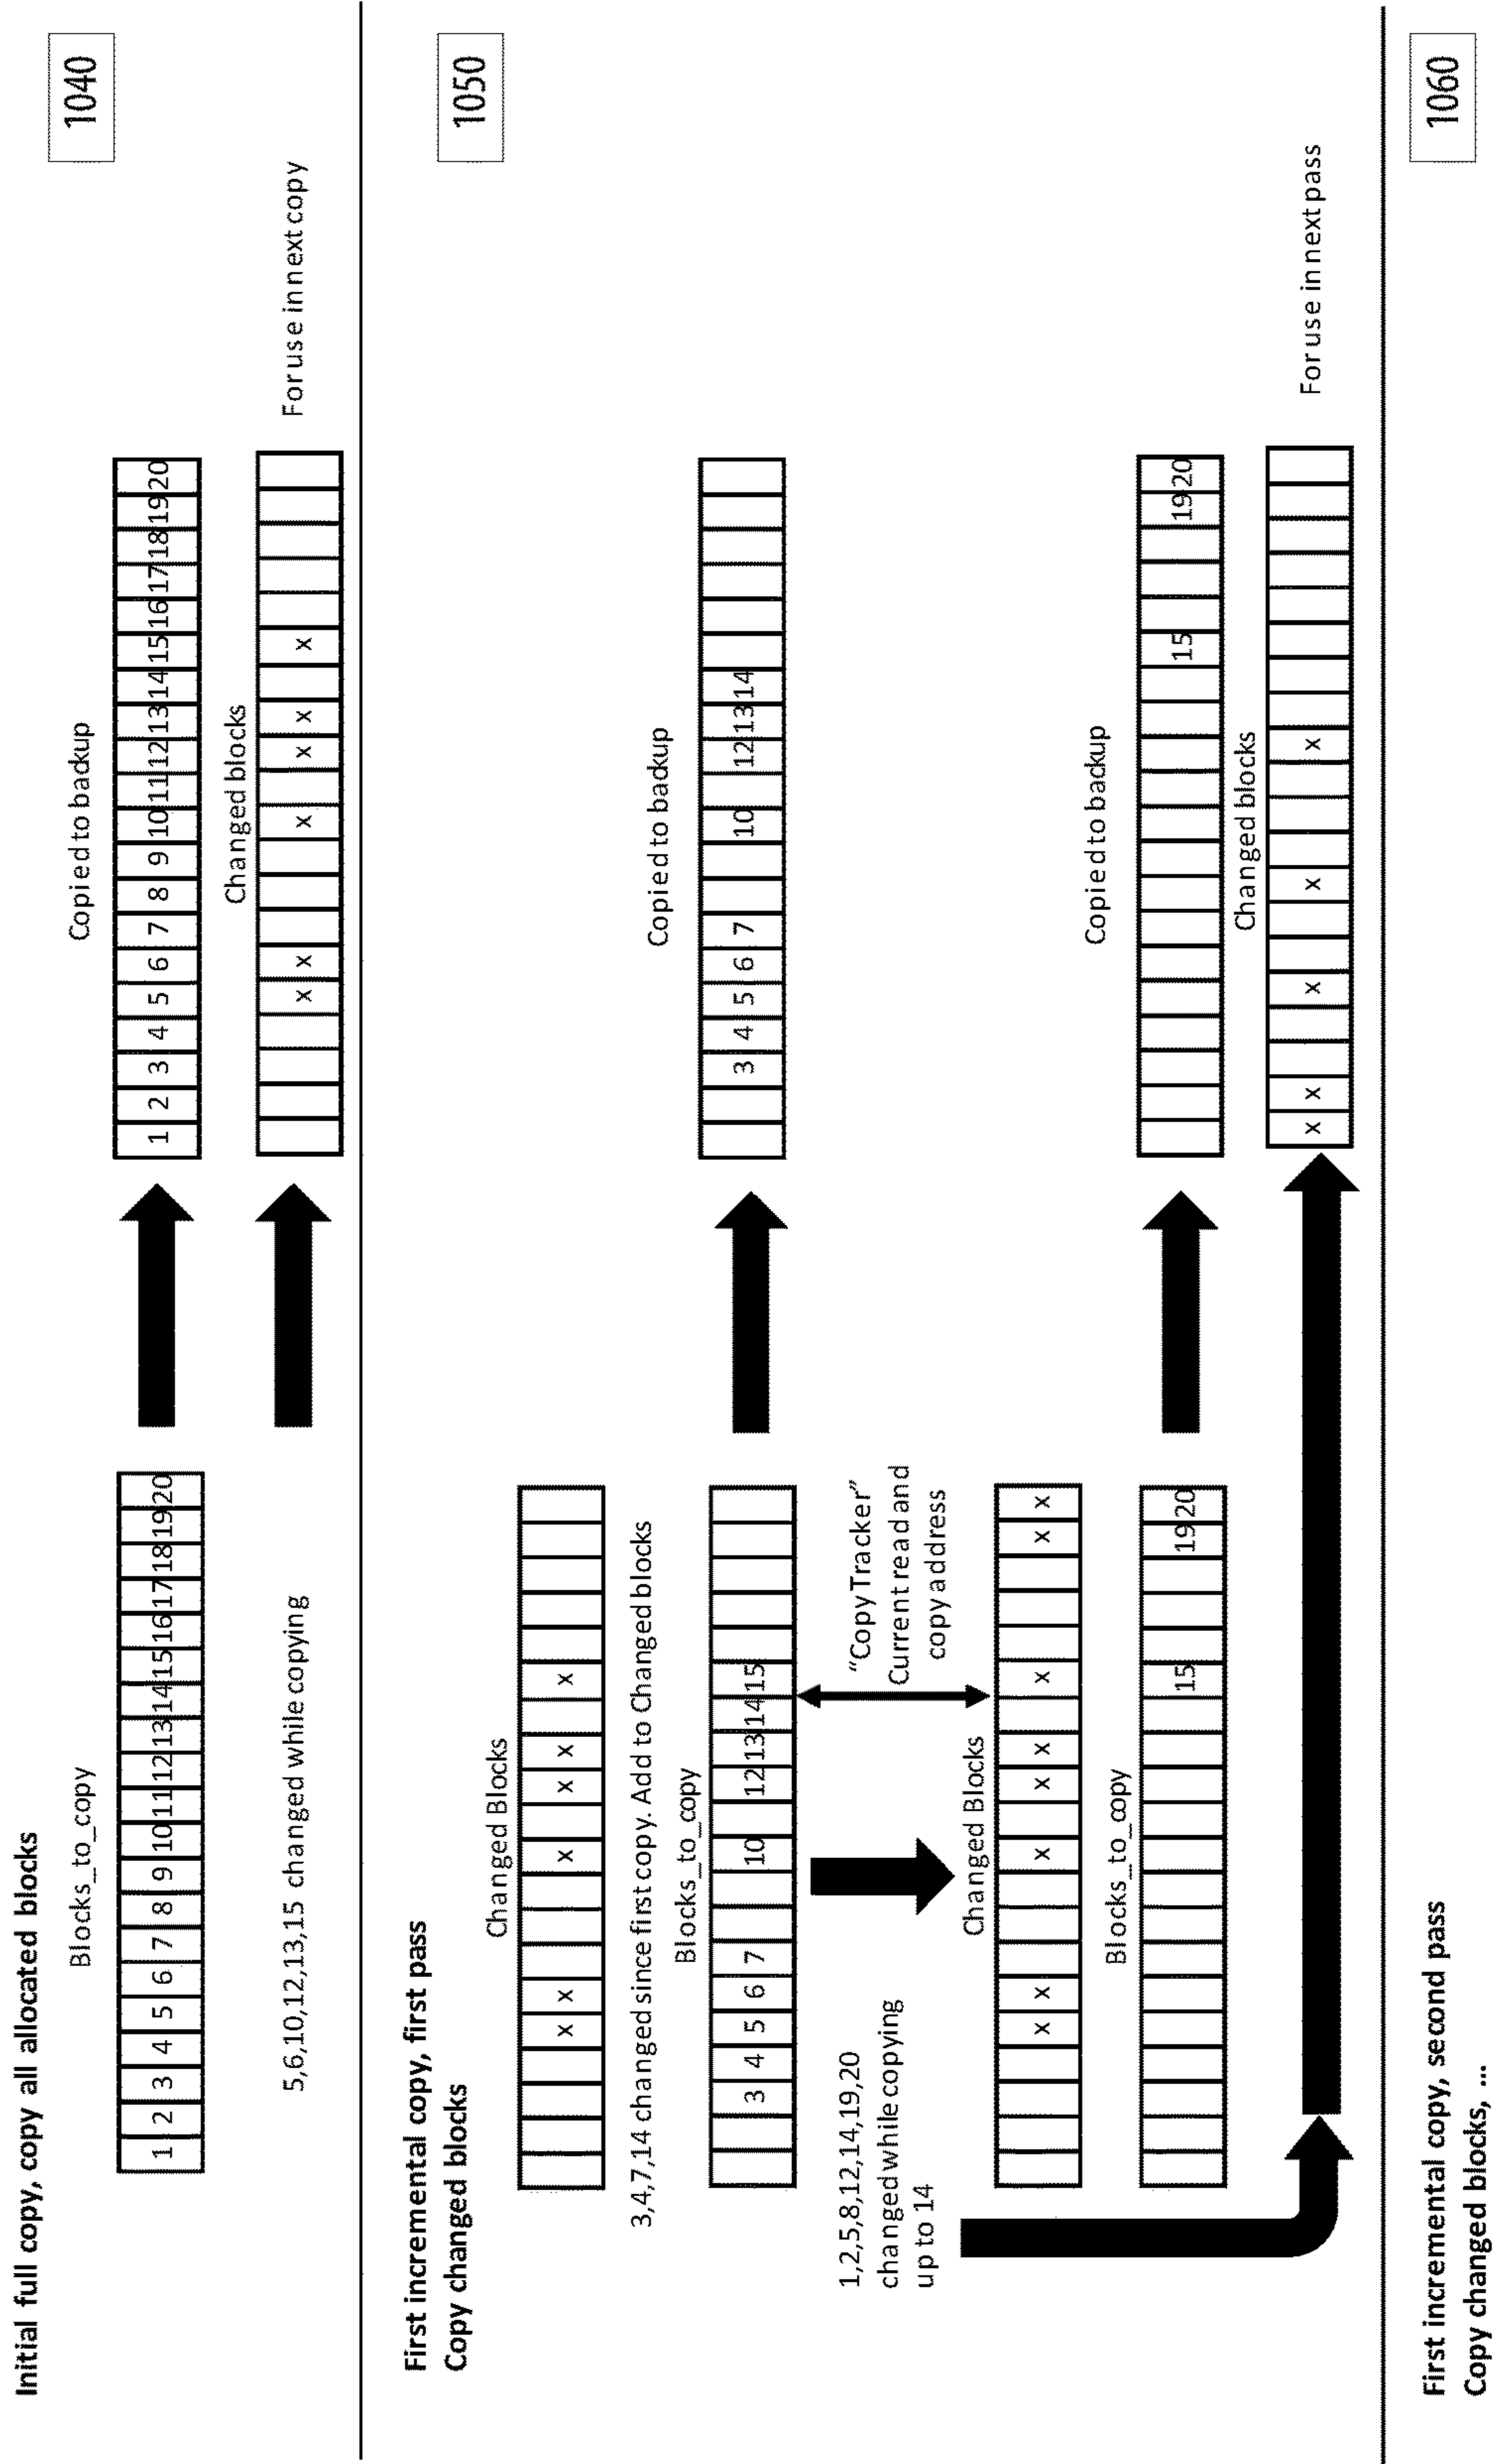 Initial full copy, copy all allocated blocks
1040
Blocks_to_copy
Copied to backup
1 2 3 4 5 6 7 8 9 10 11 12 13 14 15 16 17 18 19 20
1 2 3 4 5 6 7 8 9 10 11 12 13 14 15 16 17 18 19 20
Changed blocks
5,6,10,12,13,15 changed while copying
x x x x x x
For use in next copy
First incremental copy, first pass
Copy changed blocks
1050
Changed Blocks
x x x x x x
3,4,7,14 changed since first copy. Add to Changed blocks
Blocks_to_copy
Copied to backup
3 4 5 6 7 10 12 13 14 15
3 4 5 6 7 10 12 13 14
1,2,5,8,12,14,19,20
changed while copying
up to 14
"Copy Tracker"
Current read and
copy address
Changed Blocks
x x x x x x x x
Blocks_to_copy
Copied to backup
15 19 20
15 19 20
Changed blocks
x x x x x
For use in next pass
First incremental copy, second pass
Copy changed blocks, ...
1060